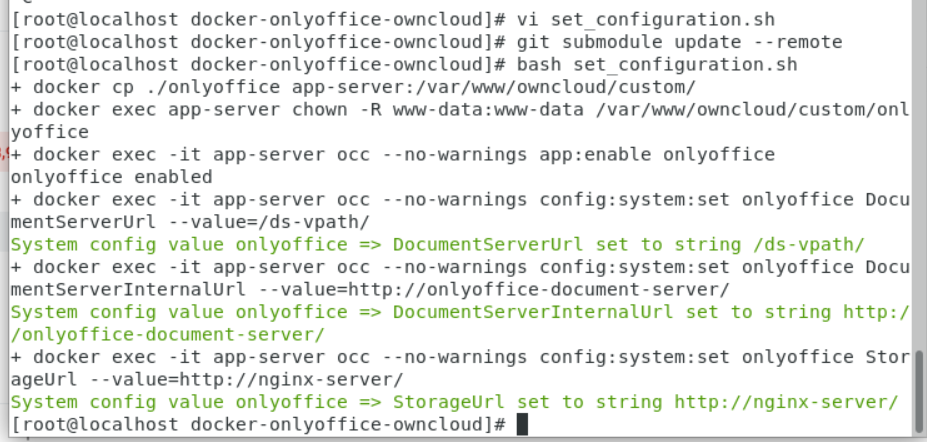 [root@localhost docker-onlyoffice-owncloud]# vi set_configuration.sh
[root@localhost docker-onlyoffice-owncloud]# git submodule update --remote
[root@localhost docker-onlyoffice-owncloud]# bash set_configuration.sh
+ docker cp ./onlyoffice app-server:/var/www/owncloud/custom/
+ docker exec app-server chown -R www-data:www-data /var/www/owncloud/custom/onl
yoffice
+ docker exec -it app-server occ --no-warnings app:enable onlyoffice
onlyoffice enabled
+ docker exec -it app-server occ --no-warnings config:system:set onlyoffice Docu
mentServerUrl --value=/ds-vpath/
System config value onlyoffice => DocumentServerUrl set to string /ds-vpath/
+ docker exec -it app-server occ --no-warnings config:system:set onlyoffice Docu
mentServerInternalUrl --value=http://onlyoffice-document-server/
System config value onlyoffice => DocumentServerInternalUrl set to string http:/
/onlyoffice-document-server/
+ docker exec -it app-server occ --no-warnings config:system:set onlyoffice Stor
ageUrl --value=http://nginx-server/
System config value onlyoffice => StorageUrl set to string http://nginx-server/
[root@localhost docker-onlyoffice-owncloud]#